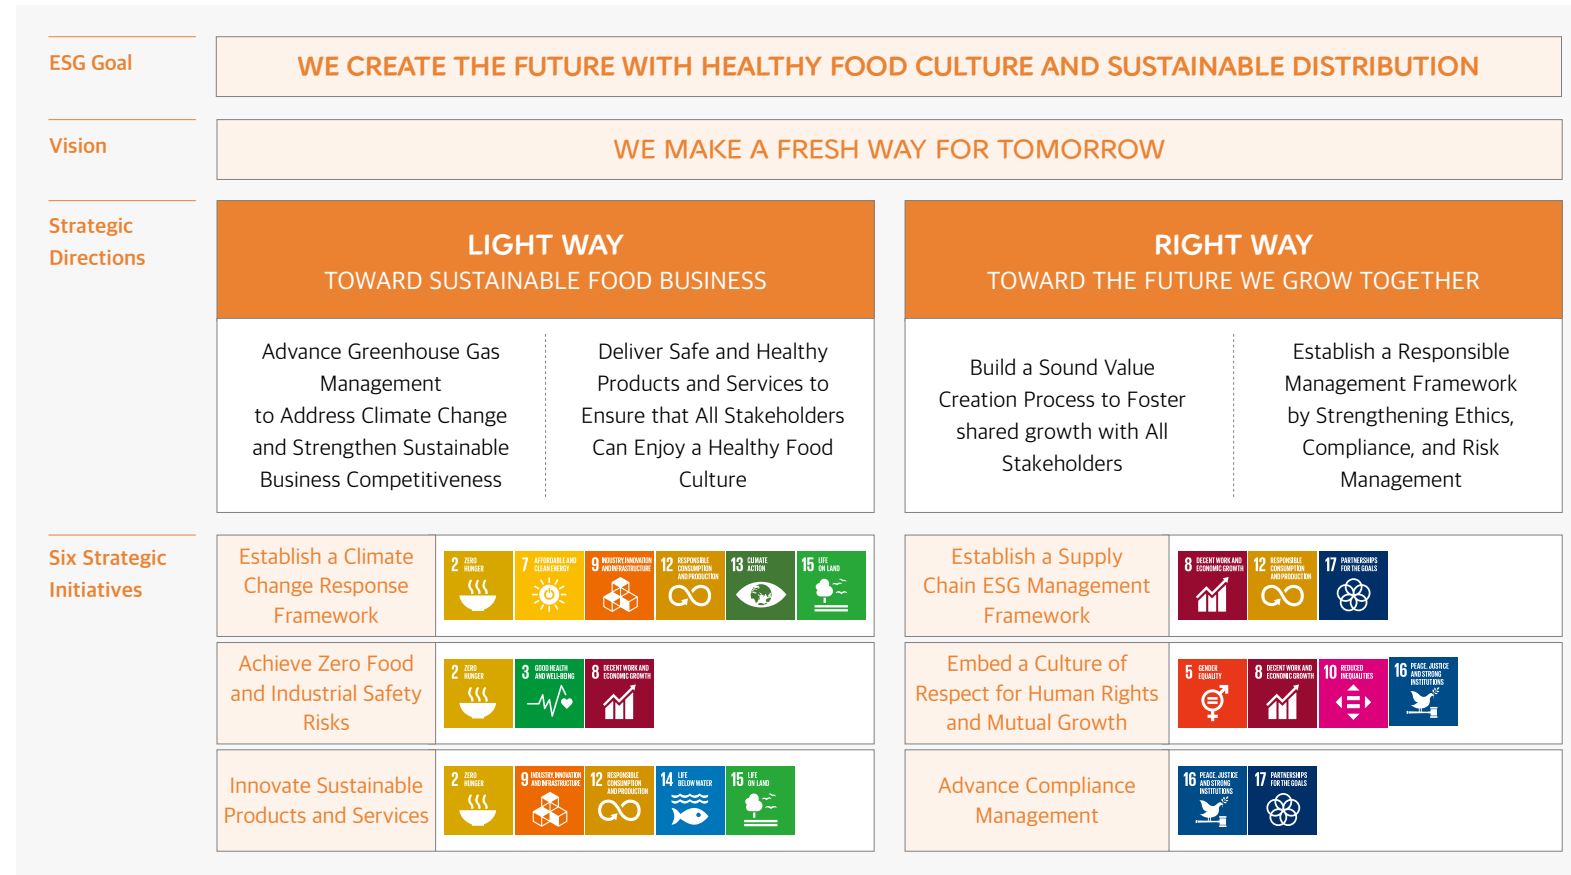 ESG Goal
WE CREATE THE FUTURE WITH HEALTHY FOOD CULTURE AND SUSTAINABLE DISTRIBUTION
Vision
WE MAKE A FRESH WAY FOR TOMORROW
Strategic
Directions
LIGHT WAY
TOWARD SUSTAINABLE FOOD BUSINESS
Advance Greenhouse Gas
Management
to Address Climate Change
and Strengthen Sustainable
Business Competitiveness
Deliver Safe and Healthy
Products and Services to
Ensure that All Stakeholders
Can Enjoy a Healthy Food
Culture
RIGHT WAY
TOWARD THE FUTURE WE GROW TOGETHER
Build a Sound Value
Creation Process to Foster
shared growth with All
Stakeholders
Establish a Responsible
Management Framework
by Strengthening Ethics,
Compliance, and Risk
Management
Six Strategic
Initiatives
Establish a Climate
Change Response
Framework
2 ZERO
HUNGER
7 AFFORDABLE AND
CLEAN ENERGY
9 INDUSTRY, INNOVATION
AND INFRASTRUCTURE
12 RESPONSIBLE
CONSUMPTION
AND PRODUCTION
13 CLIMATE
ACTION
15 LIFE
ON LAND
Achieve Zero Food
and Industrial Safety
Risks
2 ZERO
HUNGER
3 GOOD HEALTH
AND WELL-BEING
8 DECENT WORK AND
ECONOMIC GROWTH
Innovate Sustainable
Products and Services
2 ZERO
HUNGER
9 INDUSTRY, INNOVATION
AND INFRASTRUCTURE
12 RESPONSIBLE
CONSUMPTION
AND PRODUCTION
14 LIFE
BELOW WATER
15 LIFE
ON LAND
Establish a Supply
Chain ESG Management
Framework
8 DECENT WORK AND
ECONOMIC GROWTH
12 RESPONSIBLE
CONSUMPTION
AND PRODUCTION
17 PARTNERSHIPS
FOR THE GOALS
Embed a Culture of
Respect for Human Rights
and Mutual Growth
5 GENDER
EQUALITY
8 DECENT WORK AND
ECONOMIC GROWTH
10 REDUCED
INEQUALITIES
16 PEACE, JUSTICE
AND STRONG
INSTITUTIONS
Advance Compliance
Management
16 PEACE, JUSTICE
AND STRONG
INSTITUTIONS
17 PARTNERSHIPS
FOR THE GOALS